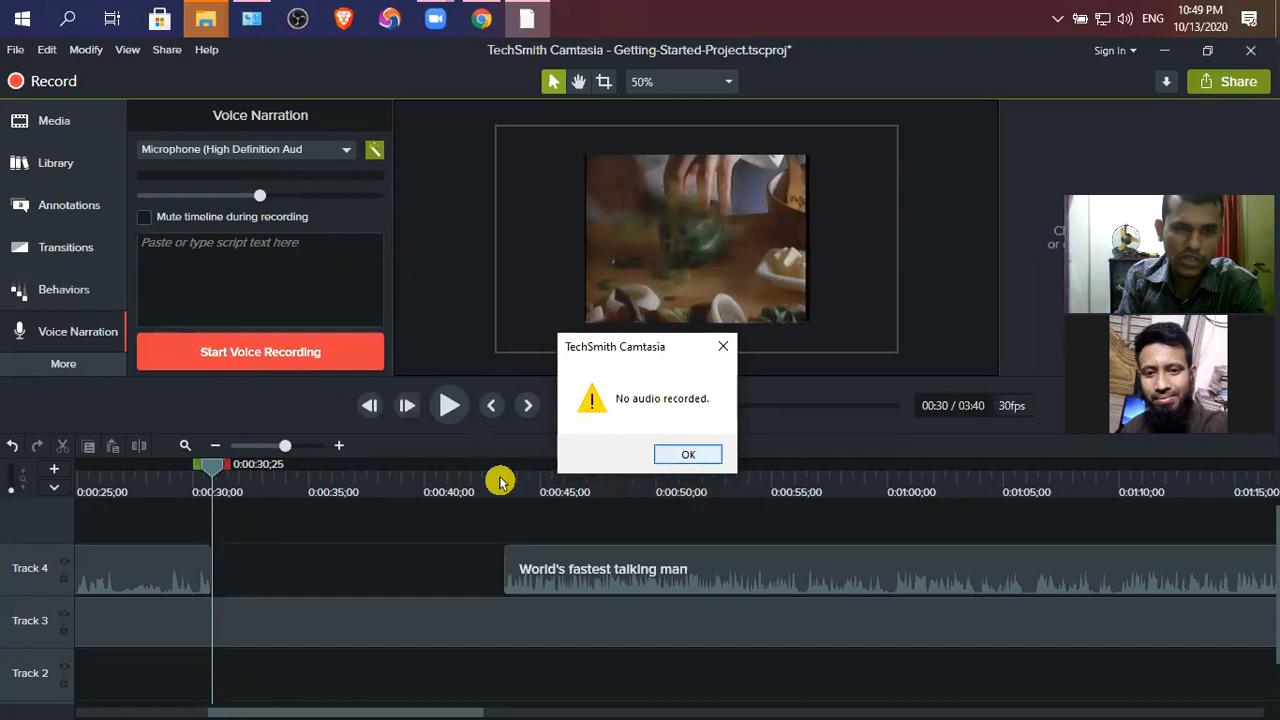 10:49 PM
ENG
10/13/2020
File Edit Modify View Share Help
TechSmith Camtasia - Getting-Started-Project.tscproj*
Sign In
Record
50%
Share
Media
Library
Annotations
Transitions
Behaviors
Voice Narration
More
Voice Narration
Microphone (High Definition Aud
Mute timeline during recording
Paste or type script text here
Start Voice Recording
TechSmith Camtasia
No audio recorded.
OK
00:30 / 03:40 30fps
0:00:30;25
0:00:25;00 0:00:30;00 0:00:35;00 0:00:40;00 0:00:45;00 0:00:50;00 0:00:55;00 0:01:00;00 0:01:05;00 0:01:10;00 0:01:15;00
Track 4
World's fastest talking man
Track 3
Track 2